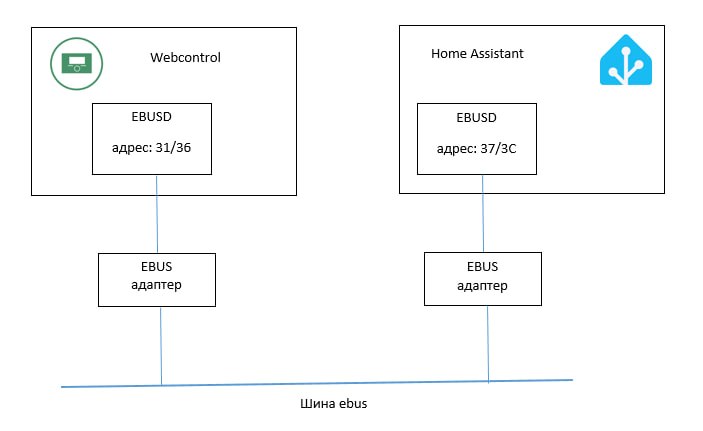 Webcontrol
EBUSD
адрес: 31/36
EBUS
адаптер
Home Assistant
EBUSD
адрес: 37/3C
EBUS
адаптер
Шина ebus